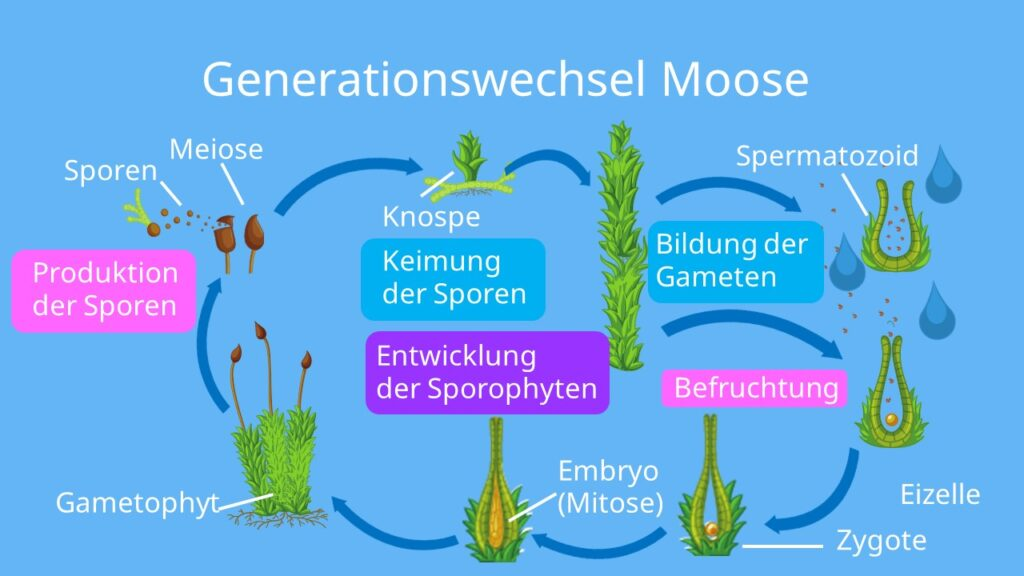 Generationswechsel Moose
Meiose
Sporen
Spermatozoid
Knospe
Produktion
der Sporen
Keimung
der Sporen
Bildung der
Gameten
Entwicklung
der Sporophyten
Befruchtung
Embryo
(Mitose)
Gametophyt
Eizelle
Zygote